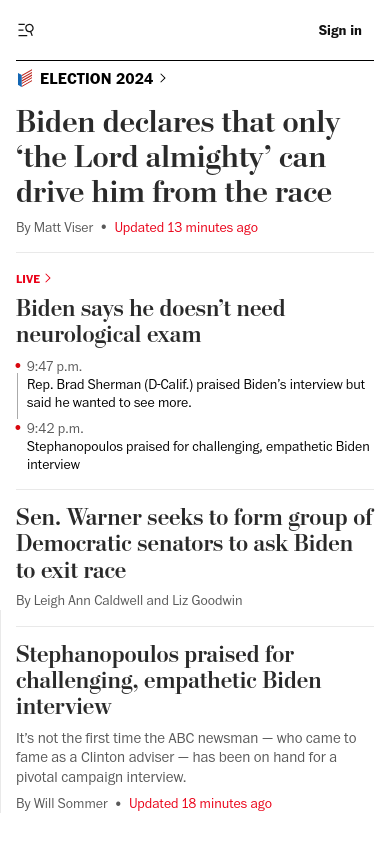 Sign in
ELECTION 2024
Biden declares that only
‘the Lord almighty’ can
drive him from the race
By Matt Viser • Updated 13 minutes ago
LIVE
Biden says he doesn’t need
neurological exam
9:47 p.m.
Rep. Brad Sherman (D-Calif.) praised Biden’s interview but
said he wanted to see more.
9:42 p.m.
Stephanopoulos praised for challenging, empathetic Biden
interview
Sen. Warner seeks to form group of
Democratic senators to ask Biden
to exit race
By Leigh Ann Caldwell and Liz Goodwin
Stephanopoulos praised for
challenging, empathetic Biden
interview
It’s not the first time the ABC newsman — who came to
fame as a Clinton adviser — has been on hand for a
pivotal campaign interview.
By Will Sommer • Updated 18 minutes ago